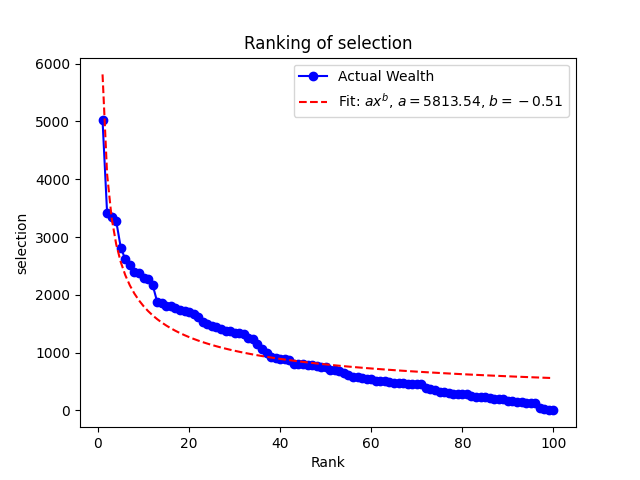 Ranking of selection
Actual Wealth
Fit: ax^b, a = 5813.54, b = −0.51
6000
5000
4000
3000
2000
1000
0
selection
0 20 40 60 80 100
Rank